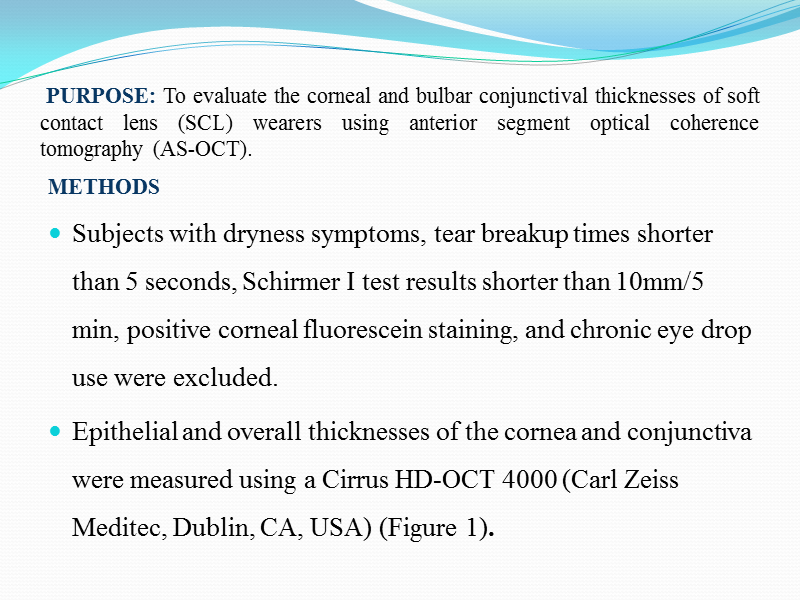 PURPOSE: To evaluate the corneal and bulbar conjunctival thicknesses of soft
contact lens (SCL) wearers using anterior segment optical coherence
tomography (AS-OCT).
METHODS
• Subjects with dryness symptoms, tear breakup times shorter
than 5 seconds, Schirmer I test results shorter than 10mm/5
min, positive corneal fluorescein staining, and chronic eye drop
use were excluded.
• Epithelial and overall thicknesses of the cornea and conjunctiva
were measured using a Cirrus HD-OCT 4000 (Carl Zeiss
Meditec, Dublin, CA, USA) (Figure 1).